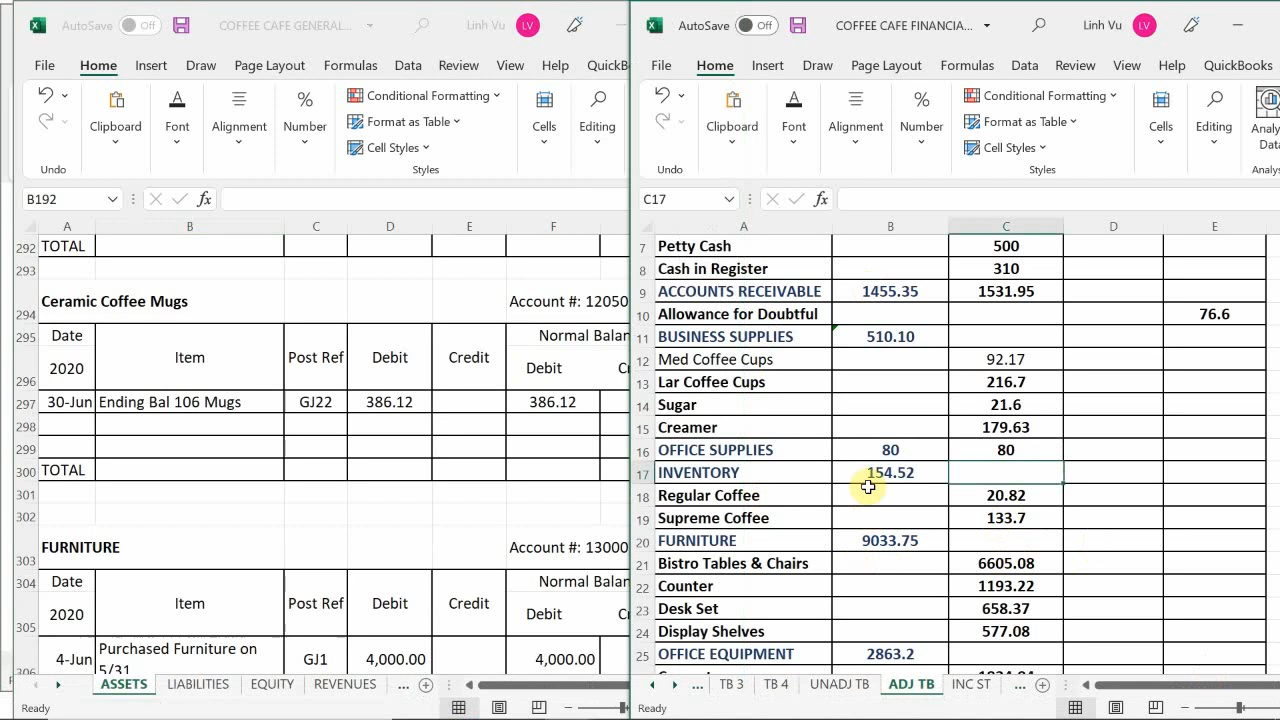 AutoSave Off COFFEE CAFE GENERAL... Linh Vu LV
File Home Insert Draw Page Layout Formulas Data Review View Help QuickB
Clipboard Font Alignment Number Conditional Formatting Format as Table Cell Styles Cells Editing
Undo Styles
B192 fx
A B C D E F
292 TOTAL
293
294 Ceramic Coffee Mugs Account #: 12050
295 Date Item Post Ref Debit Credit Normal Balan
296 2020 Debit C
297 30-Jun Ending Bal 106 Mugs GJ22 386.12 386.12
298
299
300 TOTAL
301
302
303 FURNITURE Account #: 13000
304 Date Item Post Ref Debit Credit Normal Balan
305 2020 Debit C
306 4-Jun Purchased Furniture on 5/31 GJ1 4,000.00 4,000.00
ASSETS LIABILITIES EQUITY REVENUES ...
Ready
AutoSave Off COFFEE CAFE FINANCIA... Linh Vu LV
File Home Insert Draw Page Layout Formulas Data Review View Help QuickBooks
Clipboard Font Alignment Number Conditional Formatting Format as Table Cell Styles Cells Editing Analy Data
Undo Styles Analys
C17 fx
A B C D E
7 Petty Cash 500
8 Cash in Register 310
9 ACCOUNTS RECEIVABLE 1455.35 1531.95
10 Allowance for Doubtful 76.6
11 BUSINESS SUPPLIES 510.10
12 Med Coffee Cups 92.17
13 Lar Coffee Cups 216.7
14 Sugar 21.6
15 Creamer 179.63
16 OFFICE SUPPLIES 80 80
17 INVENTORY 154.52
18 Regular Coffee 20.82
19 Supreme Coffee 133.7
20 FURNITURE 9033.75
21 Bistro Tables & Chairs 6605.08
22 Counter 1193.22
23 Desk Set 658.37
24 Display Shelves 577.08
25 OFFICE EQUIPMENT 2863.2
... TB 3 TB 4 UNADJ TB ADJ TB INC ST ...
Ready